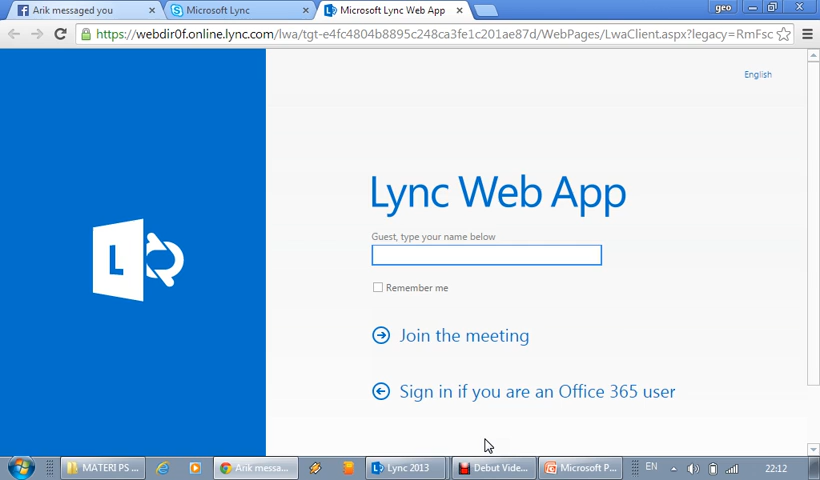 Arik messaged you
Microsoft Lync
Microsoft Lync Web App
geo
https://webdir0f.online.lync.com/lwa/tgt-e4fc4804b8895c248ca3fe1c201ae87d/WebPages/LwaClient.aspx?legacy=RmFsc
English
L
Lync Web App
Guest, type your name below
Remember me
Join the meeting
Sign in if you are an Office 365 user
MATERI PS ...
Arik messa...
Lync 2013
Debut Vide...
Microsoft P...
EN
22:12